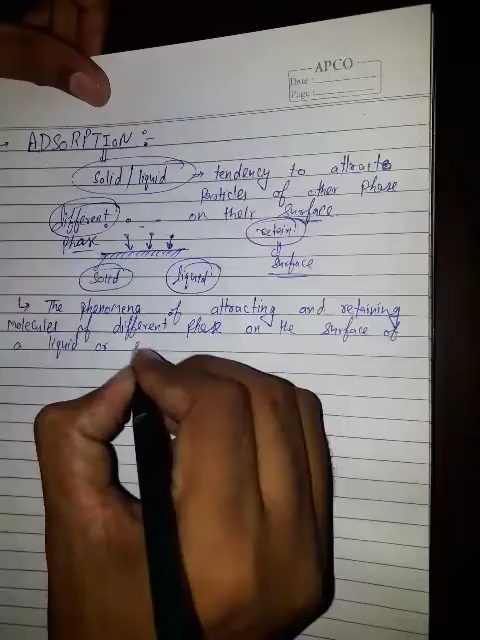 APCO
Date :
Page :
→ ADSORPTION :-
Solid / liquid → tendency to attracts
Particles of other Phase
different on their Surface.
Phase retain
Surface
Solid liquid
↳ The phenomena of attracting and retaining
molecules of different phase on the surface of
a liquid or